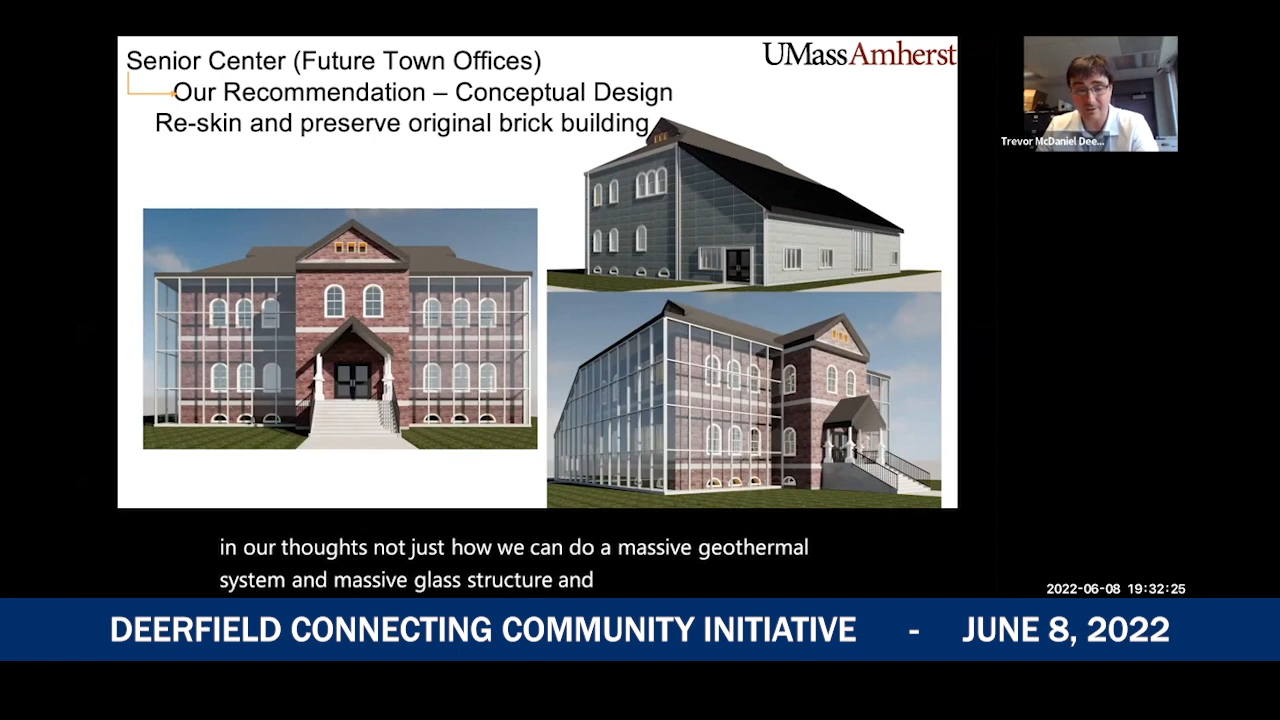 Senior Center (Future Town Offices)
UMassAmherst
Our Recommendation – Conceptual Design
Re-skin and preserve original brick building
Trevor McDaniel Dee...
in our thoughts not just how we can do a massive geothermal
system and massive glass structure and
2022-06-08 19:32:25
DEERFIELD CONNECTING COMMUNITY INITIATIVE - JUNE 8, 2022